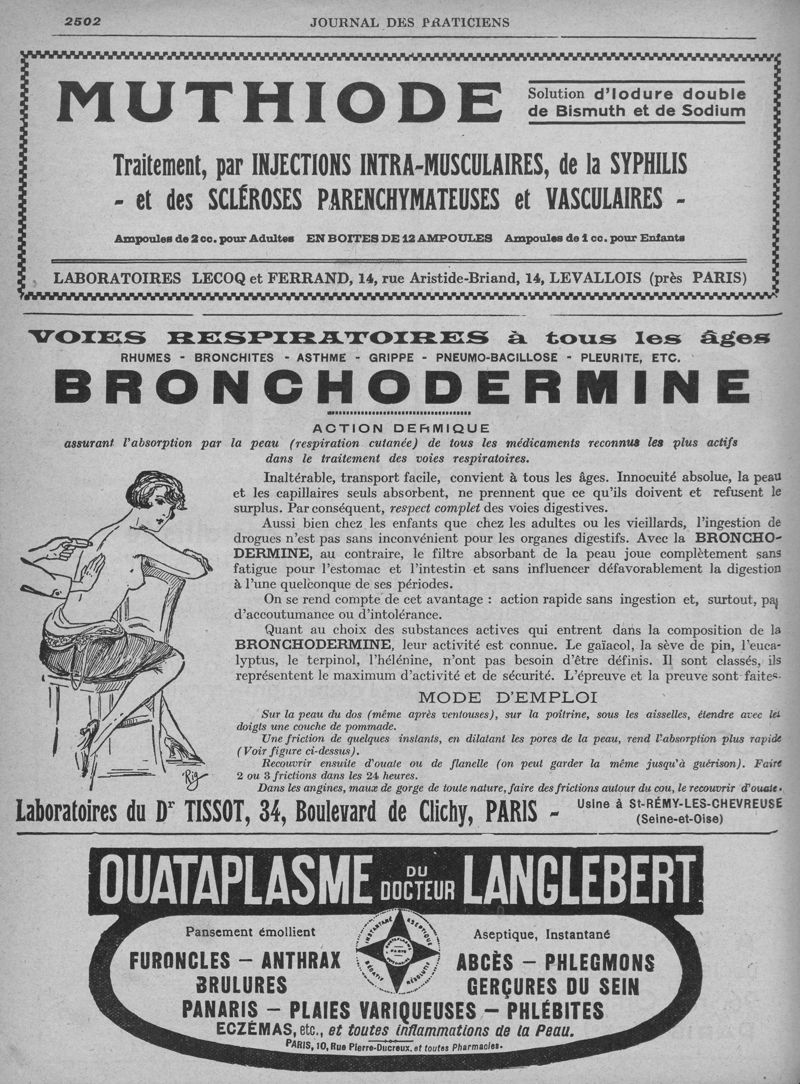 2502
JOURNAL DES PRATICIENS
MUTHIODE
Solution d'Iodure double
de Bismuth et de Sodium
Traitement, par INJECTIONS INTRA-MUSCULAIRES, de la SYPHILIS
- et des SCLÉROSES PARENCHYMATEUSES et VASCULAIRES -
Ampoules de 2 cc. pour Adultes EN BOITES DE 12 AMPOULES Ampoules de 1 cc. pour Enfants
LABORATOIRES LECOQ et FERRAND, 14, rue Aristide-Briand, 14, LEVALLOIS (près PARIS)
VOIES RESPIRATOIRES à tous les âges
RHUMES - BRONCHITES - ASTHME - GRIPPE - PNEUMO-BACILLOSE - PLEURITE, ETC.
BRONCHODERMINE
ACTION DERMIQUE
assurant l'absorption par la peau (respiration cutanée) de tous les médicaments reconnus les plus actifs
dans le traitement des voies respiratoires.
Inaltérable, transport facile, convient à tous les âges. Innocuité absolue, la peau
et les capillaires seuls absorbent, ne prennent que ce qu'ils doivent et refusent le
surplus. Par conséquent, respect complet des voies digestives.
Aussi bien chez les enfants que chez les adultes ou les vieillards, l'ingestion de
drogues n'est pas sans inconvénient pour les organes digestifs. Avec la BRONCHO-
DERMINE, au contraire, le filtre absorbant de la peau joue complètement sans
fatigue pour l'estomac et l'intestin et sans influencer défavorablement la digestion
à l'une quelconque de ses périodes.
On se rend compte de cet avantage : action rapide sans ingestion et, surtout, pas
d'accoutumance ou d'intolérance.
Quant au choix des substances actives qui entrent dans la composition de la
BRONCHODERMINE, leur activité est connue. Le gaïacol, la sève de pin, l'euca-
lyptus, le terpinol, l'hélénine, n'ont pas besoin d'être définis. Il sont classés, ils
représentent le maximum d'activité et de sécurité. L'épreuve et la preuve sont faites.
MODE D'EMPLOI
Sur la peau du dos (même après ventouses), sur la poitrine, sous les aisselles, étendre avec les
doigts une couche de pommade.
Une friction de quelques instants, en dilatant les pores de la peau, rend l'absorption plus rapide
(Voir figure ci-dessus).
Recouvrir ensuite d'ouate ou de flanelle (on peut garder la même jusqu'à guérison). Faire
2 ou 3 frictions dans les 24 heures.
Dans les angines, maux de gorge de toute nature, faire des frictions autour du cou, le recouvrir d'ouate.
Rig
Laboratoires du Dr TISSOT, 34, Boulevard de Clichy, PARIS -
Usine à St-RÉMY-LES-CHEVREUSE
(Seine-et-Oise)
OUATAPLASME DU DOCTEUR LANGLEBERT
Pansement émollient
Aseptique, Instantané
INSTANTANÉ ASEPTIQUE
RÉSOLUTIF
FURONCLES - ANTHRAX
ABCÈS - PHLEGMONS
BRULURES
GERÇURES DU SEIN
PANARIS - PLAIES VARIQUEUSES - PHLÉBITES
ECZÉMAS, etc., et toutes inflammations de la Peau.
PARIS, 10, Rue Pierre-Ducreux, et toutes Pharmacies.